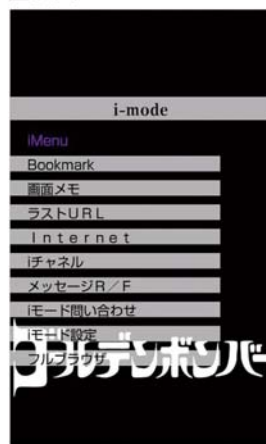 i-mode
iMenu
Bookmark
画面メモ
ラストURL
Internet
iチャネル
メッセージR/F
iモード問い合わせ
iモード設定
フルブラウザ
ゴールデンボンバー